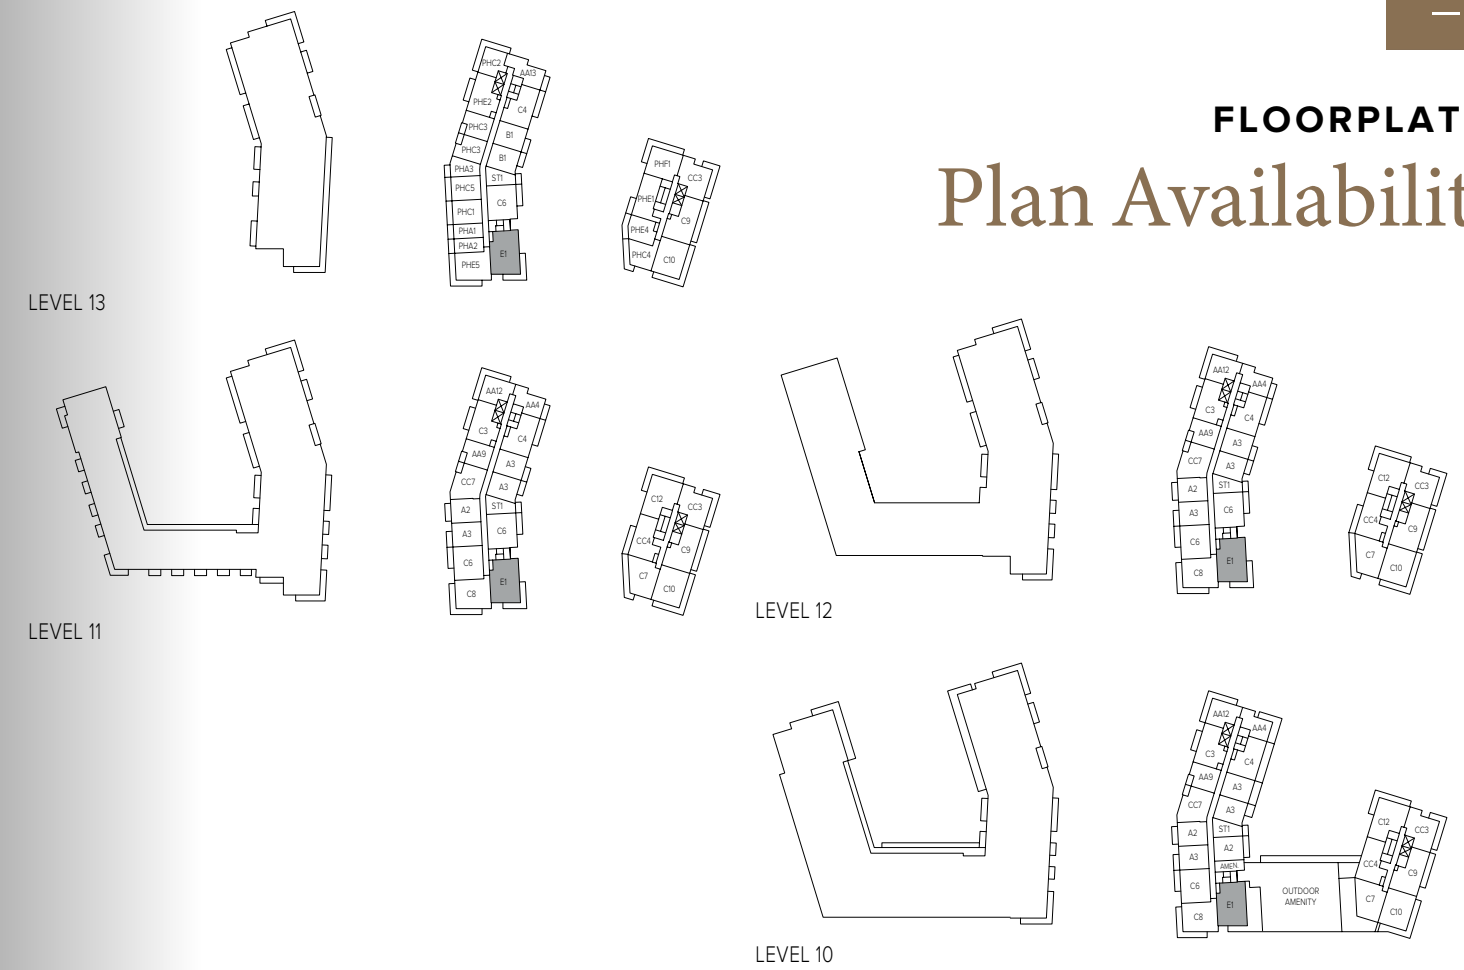 FLOORPLAT
Plan Availabilit
PHC2
AA13
PHE2
C4
PHC3
B1
PHC3
B1
PHA3
ST1
PHC5
C6
PHC1
PHA1
PHA2
E1
PHE5
PHF1
CC3
PHE1
C9
PHE4
PHC4
C10
LEVEL 13
AA12
AA4
C3
C4
AA9
A3
CC7
A3
A2
ST1
A3
C6
C6
E1
C8
C12
CC3
CC4
C9
C7
C10
LEVEL 11
AA12
AA4
C3
C4
AA9
A3
CC7
A3
A2
ST1
A3
C6
C6
E1
C8
C12
CC3
CC4
C9
C7
C10
LEVEL 12
AA12
AA4
C3
C4
AA9
A3
CC7
A3
A2
ST1
A3
A2
AMEN.
C6
E1
C8
OUTDOOR
AMENITY
C12
CC3
CC4
C9
C7
C10
LEVEL 10